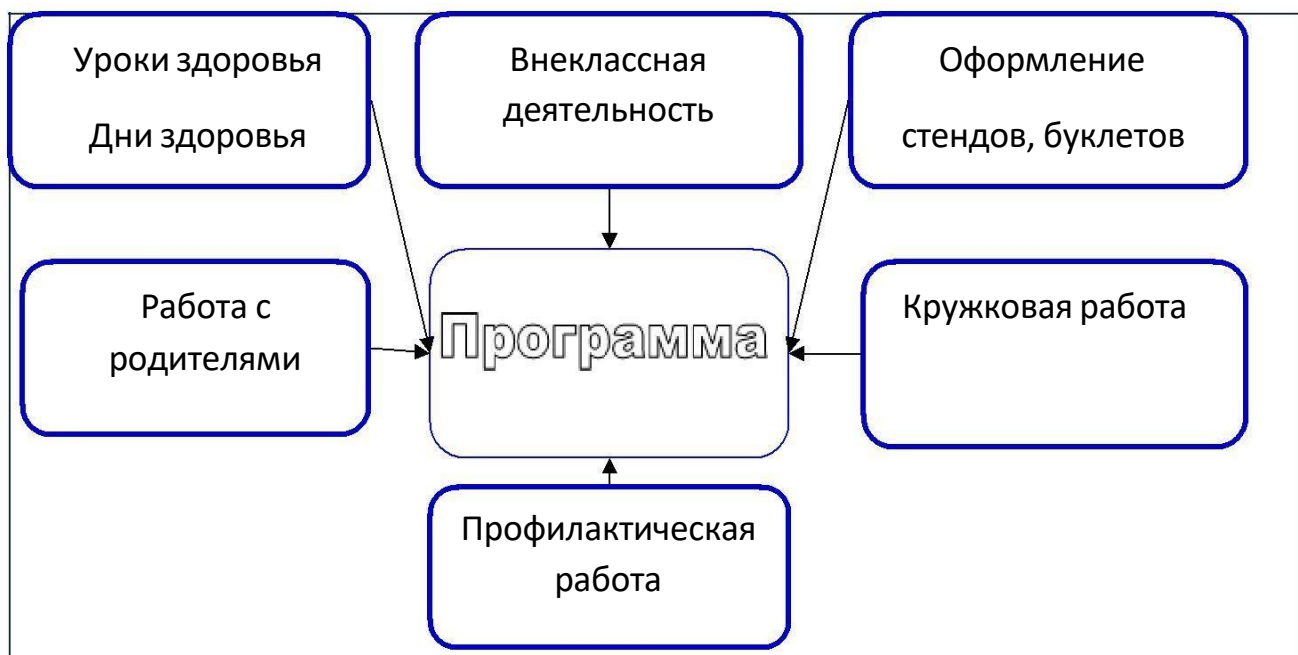 Уроки здоровья
Дни здоровья
Внеклассная
деятельность
Оформление
стендов, буклетов
Работа с
родителями
Программа
Кружковая работа
Профилактическая
работа